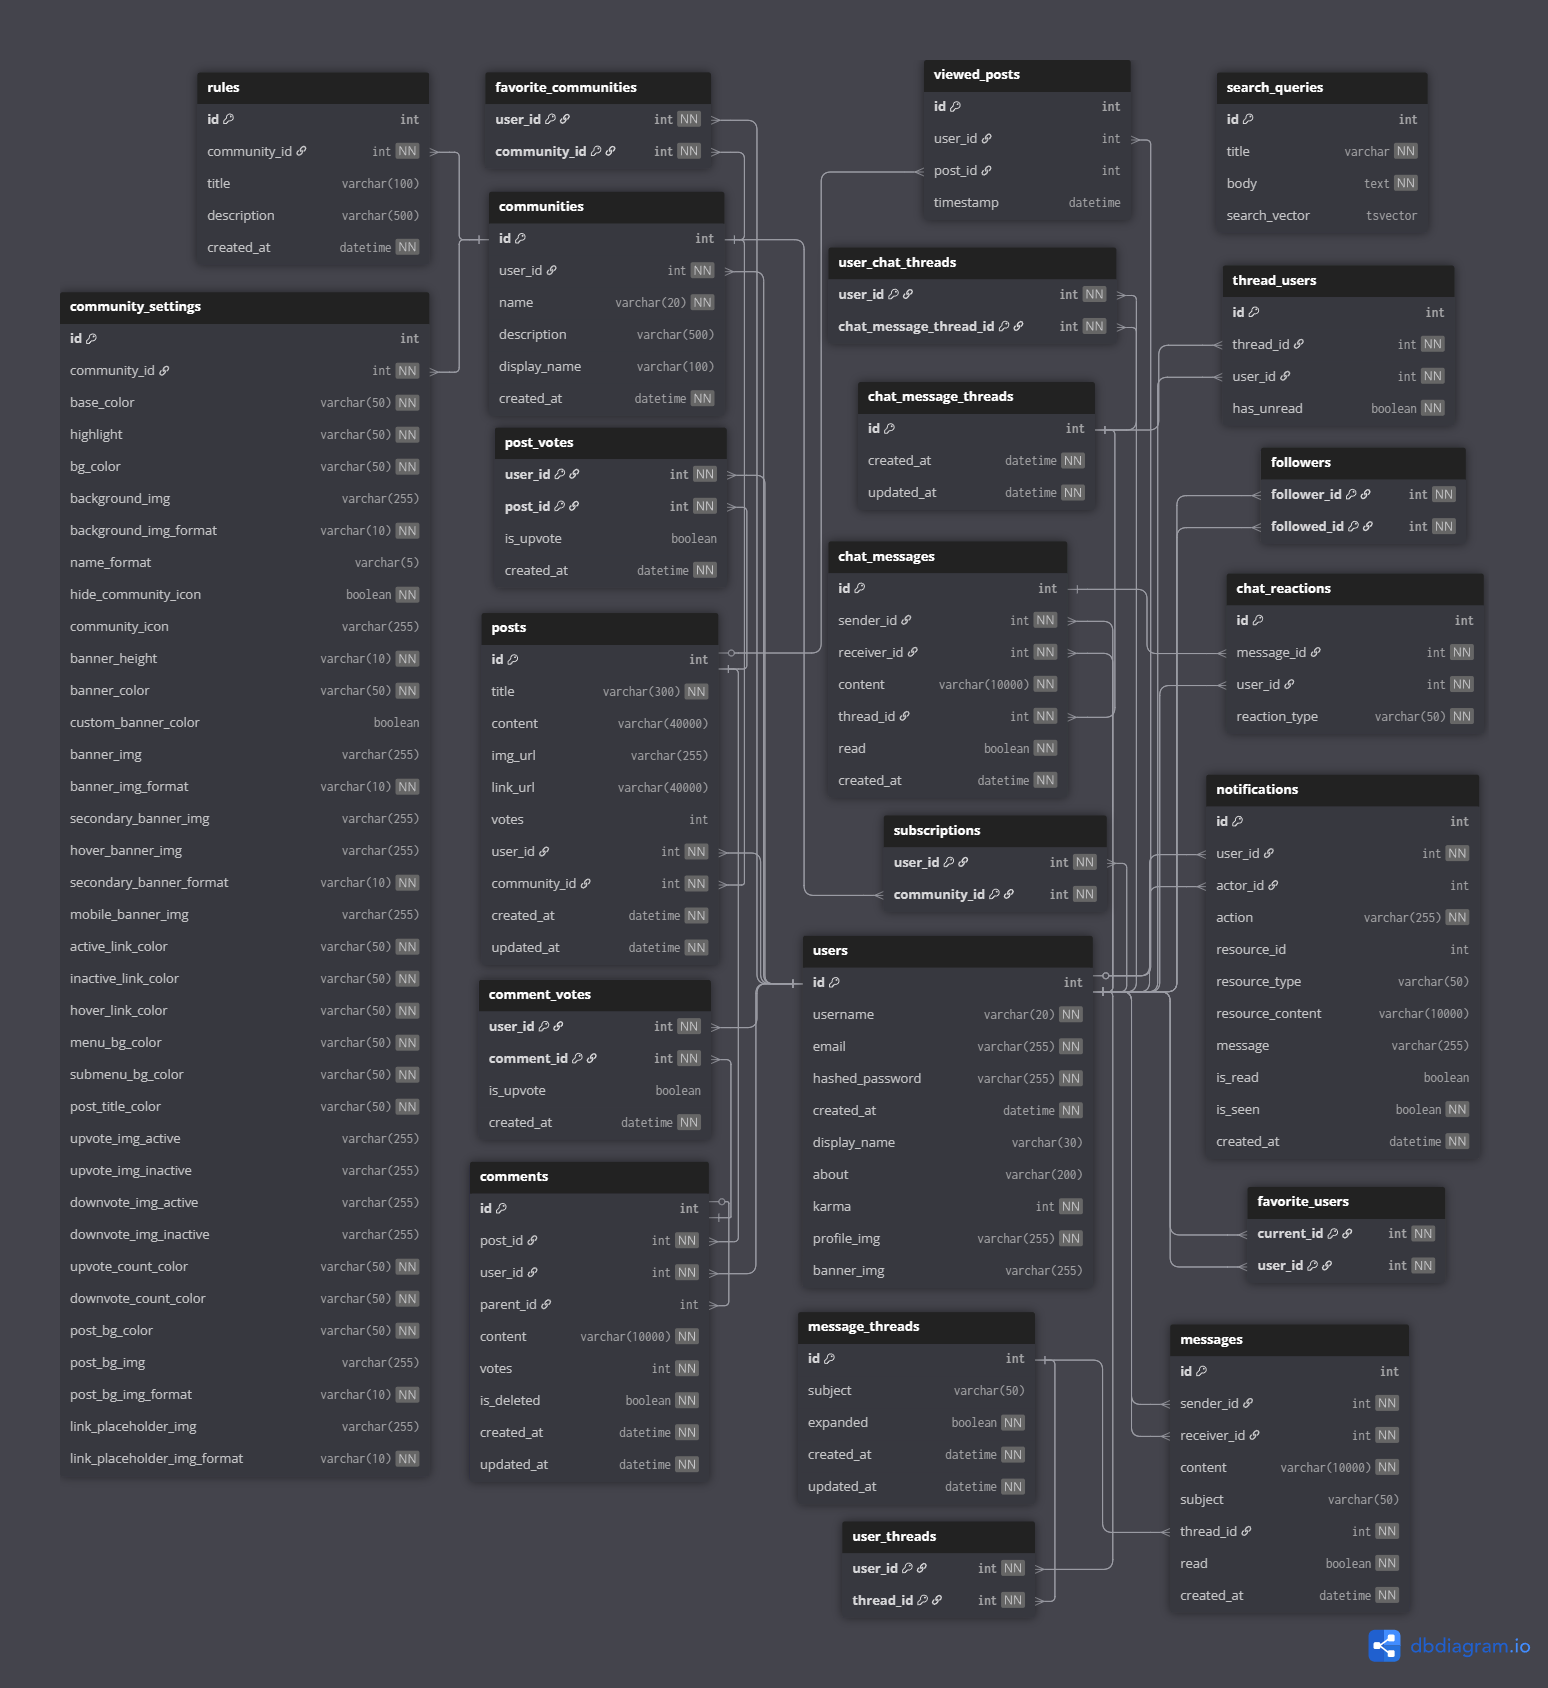 rules
id int
community_id int NN
title varchar(100)
description varchar(500)
created_at datetime NN
community_settings
id int
community_id int NN
base_color varchar(50) NN
highlight varchar(50) NN
bg_color varchar(50) NN
background_img varchar(255)
background_img_format varchar(10) NN
name_format varchar(5)
hide_community_icon boolean NN
community_icon varchar(255)
banner_height varchar(10) NN
banner_color varchar(50) NN
custom_banner_color boolean
banner_img varchar(255)
banner_img_format varchar(10) NN
secondary_banner_img varchar(255)
hover_banner_img varchar(255)
secondary_banner_format varchar(10) NN
mobile_banner_img varchar(255)
active_link_color varchar(50) NN
inactive_link_color varchar(50) NN
hover_link_color varchar(50) NN
menu_bg_color varchar(50) NN
submenu_bg_color varchar(50) NN
post_title_color varchar(50) NN
upvote_img_active varchar(255)
upvote_img_inactive varchar(255)
downvote_img_active varchar(255)
downvote_img_inactive varchar(255)
upvote_count_color varchar(50) NN
downvote_count_color varchar(50) NN
post_bg_color varchar(50) NN
post_bg_img varchar(255)
post_bg_img_format varchar(10) NN
link_placeholder_img varchar(255)
link_placeholder_img_format varchar(10) NN
favorite_communities
user_id int NN
community_id int NN
communities
id int
user_id int NN
name varchar(20) NN
description varchar(500)
display_name varchar(100)
created_at datetime NN
post_votes
user_id int NN
post_id int NN
is_upvote boolean
created_at datetime NN
posts
id int
title varchar(300) NN
content varchar(40000)
img_url varchar(255)
link_url varchar(40000)
votes int
user_id int NN
community_id int NN
created_at datetime NN
updated_at datetime NN
comment_votes
user_id int NN
comment_id int NN
is_upvote boolean
created_at datetime NN
comments
id int
post_id int NN
user_id int NN
parent_id int
content varchar(10000) NN
votes int NN
is_deleted boolean NN
created_at datetime NN
updated_at datetime NN
viewed_posts
id int
user_id int
post_id int
timestamp datetime
user_chat_threads
user_id int NN
chat_message_thread_id int NN
chat_message_threads
id int
created_at datetime NN
updated_at datetime NN
chat_messages
id int
sender_id int NN
receiver_id int NN
content varchar(10000) NN
thread_id int NN
read boolean NN
created_at datetime NN
subscriptions
user_id int NN
community_id int NN
users
id int
username varchar(20) NN
email varchar(255) NN
hashed_password varchar(255) NN
created_at datetime NN
display_name varchar(30)
about varchar(200)
karma int NN
profile_img varchar(255) NN
banner_img varchar(255)
message_threads
id int
subject varchar(50)
expanded boolean NN
created_at datetime NN
updated_at datetime NN
user_threads
user_id int NN
thread_id int NN
search_queries
id int
title varchar NN
body text NN
search_vector tsvector
thread_users
id int
thread_id int NN
user_id int NN
has_unread boolean NN
followers
follower_id int NN
followed_id int NN
chat_reactions
id int
message_id int NN
user_id int NN
reaction_type varchar(50) NN
notifications
id int
user_id int NN
actor_id int
action varchar(255) NN
resource_id int
resource_type varchar(50)
resource_content varchar(10000)
message varchar(255)
is_read boolean
is_seen boolean NN
created_at datetime NN
favorite_users
current_id int NN
user_id int NN
messages
id int
sender_id int NN
receiver_id int NN
content varchar(10000) NN
subject varchar(50)
thread_id int NN
read boolean NN
created_at datetime NN
dbdiagram.io